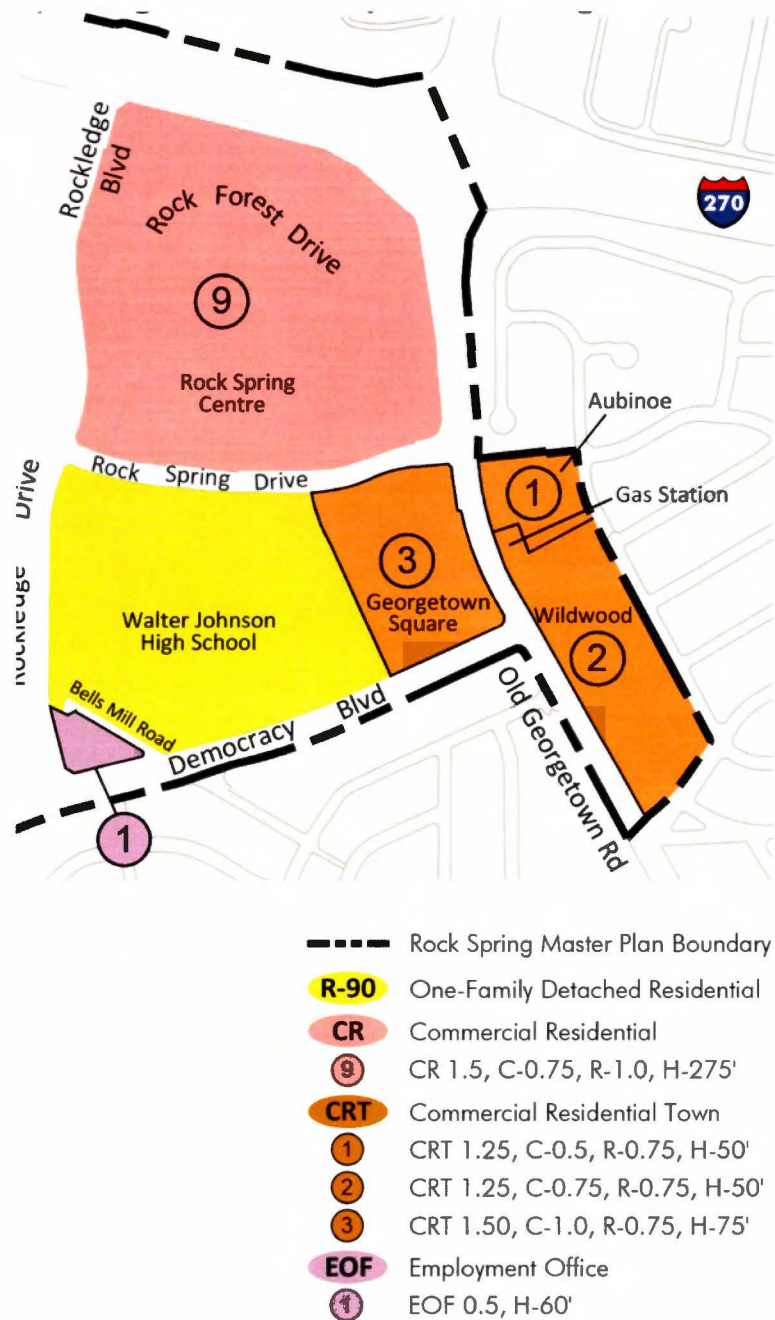 Rockledge
Blvd
Rock Forest Drive
270
9
Rock Spring
Centre
Aubinoe
Rock Spring Drive
1
Gas Station
Rockledge Drive
3
Georgetown
Square
Walter Johnson
High School
Wildwood
2
Bells Mill Road
Democracy Blvd
Old Georgetown Rd
1
Rock Spring Master Plan Boundary
R-90 One-Family Detached Residential
CR Commercial Residential
9 CR 1.5, C-0.75, R-1.0, H-275'
CRT Commercial Residential Town
1 CRT 1.25, C-0.5, R-0.75, H-50'
2 CRT 1.25, C-0.75, R-0.75, H-50'
3 CRT 1.50, C-1.0, R-0.75, H-75'
EOF Employment Office
1 EOF 0.5, H-60'